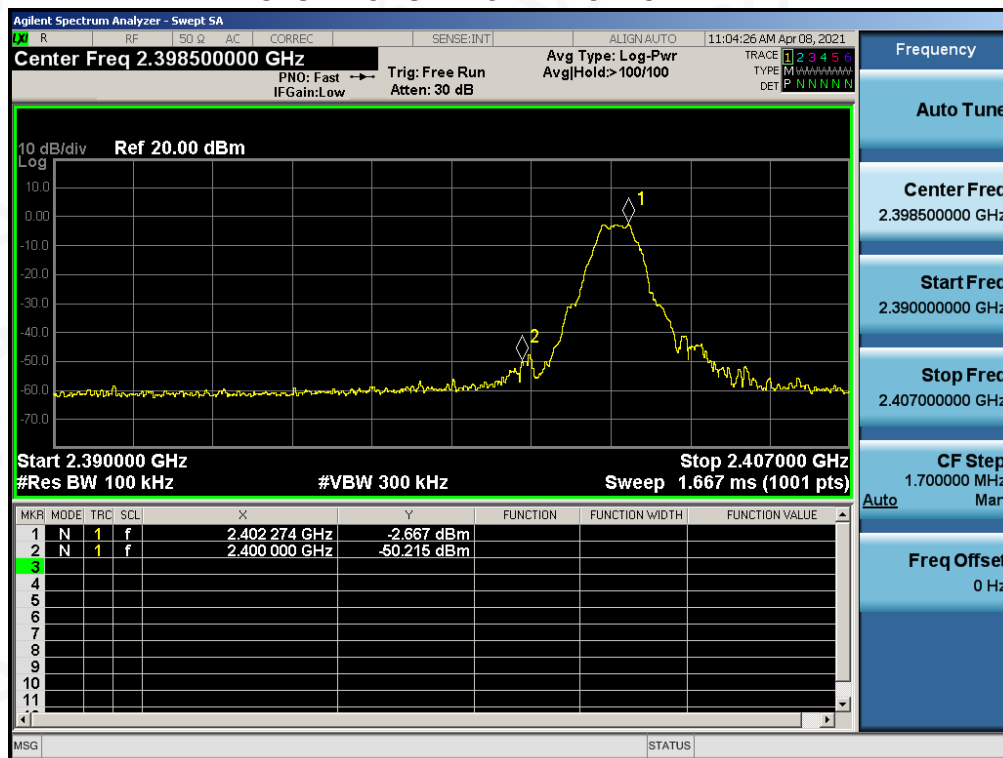 Agilent Spectrum Analyzer - Swept SA
LXI R RF 50 Ω AC CORREC SENSE:INT ALIGN AUTO 11:04:26 AM Apr 08, 2021
Center Freq 2.398500000 GHz
PNO: Fast
IFGain:Low
Trig: Free Run
Atten: 30 dB
Avg Type: Log-Pwr
Avg|Hold:>100/100
TRACE 1 2 3 4 5 6
TYPE M WWWWW
DET P N N N N N
10 dB/div Ref 20.00 dBm
Log
10.0
0.00
-10.0
-20.0
-30.0
-40.0
-50.0
-60.0
-70.0
1
2
Start 2.390000 GHz Stop 2.407000 GHz
#Res BW 100 kHz #VBW 300 kHz Sweep 1.667 ms (1001 pts)
MKR MODE TRC SCL X Y FUNCTION FUNCTION WIDTH FUNCTION VALUE
1 N 1 f 2.402 274 GHz -2.667 dBm
2 N 1 f 2.400 000 GHz -50.215 dBm
3
4
5
6
7
8
9
10
11
MSG STATUS
Frequency
Auto Tune
Center Freq
2.398500000 GHz
Start Freq
2.390000000 GHz
Stop Freq
2.407000000 GHz
CF Step
1.700000 MHz
Auto Man
Freq Offset
0 Hz